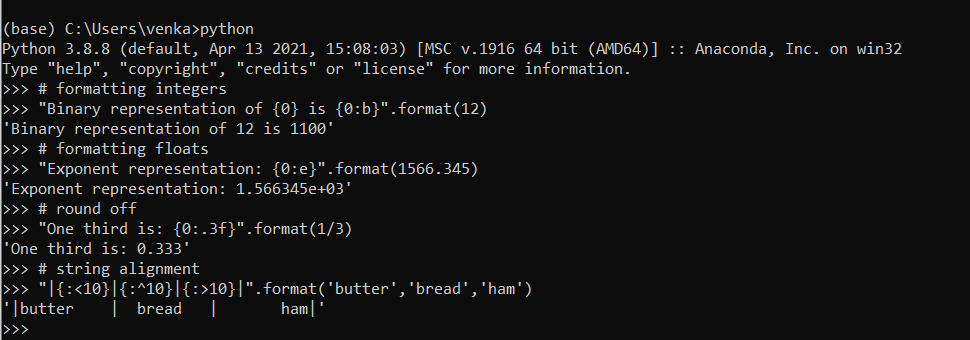 (base) C:\Users\venka>python
Python 3.8.8 (default, Apr 13 2021, 15:08:03) [MSC v.1916 64 bit (AMD64)] :: Anaconda, Inc. on win32
Type "help", "copyright", "credits" or "license" for more information.
>>> # formatting integers
>>> "Binary representation of {0} is {0:b}".format(12)
'Binary representation of 12 is 1100'
>>> # formatting floats
>>> "Exponent representation: {0:e}".format(1566.345)
'Exponent representation: 1.566345e+03'
>>> # round off
>>> "One third is: {0:.3f}".format(1/3)
'One third is: 0.333'
>>> # string alignment
>>> "|{:<10}|{:^10}|{:>10}|".format('butter','bread','ham')
'|butter    |  bread   |       ham|'
>>>